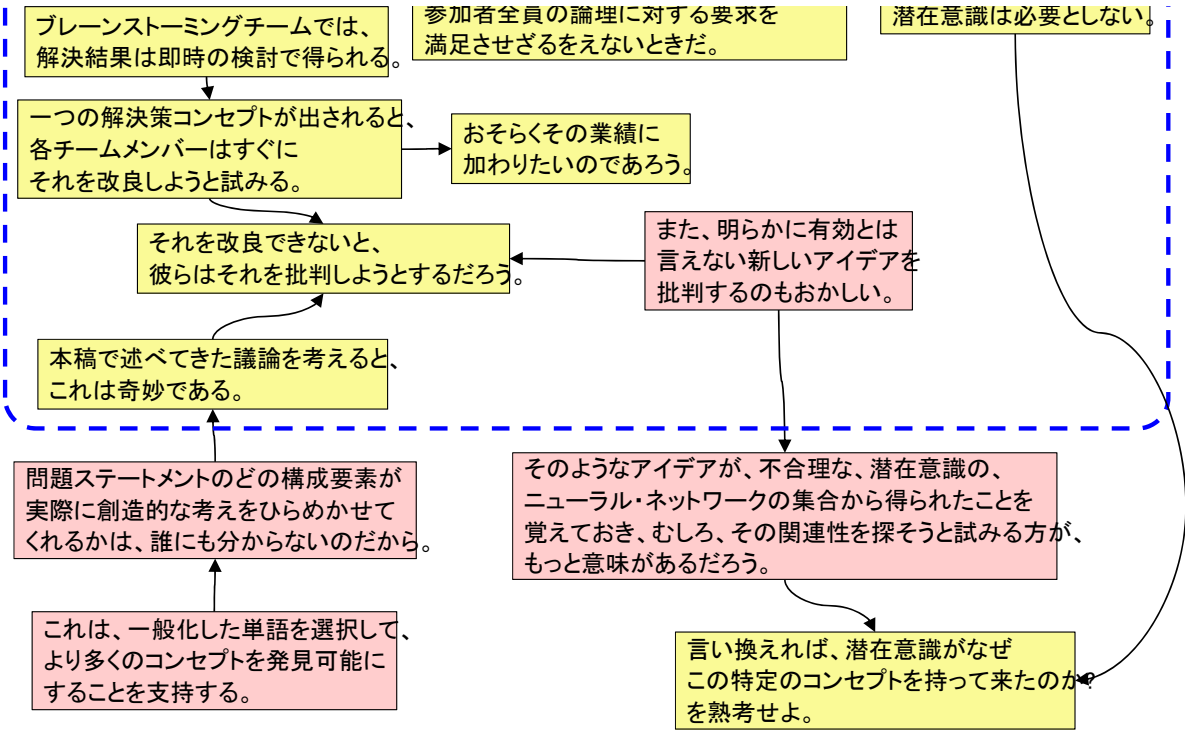 ブレーンストーミングチームでは、
解決結果は即時の検討で得られる。
参加者全員の論理に対する要求を
満足させざるをえないときだ。
潜在意識は必要としない。
一つの解決策コンセプトが出されると、
各チームメンバーはすぐに
それを改良しようと試みる。
おそらくその業績に
加わりたいのであろう。
それを改良できないと、
彼らはそれを批判しようとするだろう。
また、明らかに有効とは
言えない新しいアイデアを
批判するのもおかしい。
本稿で述べてきた議論を考えると、
これは奇妙である。
問題ステートメントのどの構成要素が
実際に創造的な考えをひらめかせて
くれるかは、誰にも分からないのだから。
そのようなアイデアが、不合理な、潜在意識の、
ニューラル・ネットワークの集合から得られたことを
覚えておき、むしろ、その関連性を探そうと試みる方が、
もっと意味があるだろう。
これは、一般化した単語を選択して、
より多くのコンセプトを発見可能に
することを支持する。
言い換えれば、潜在意識がなぜ
この特定のコンセプトを持って来たのか?
を熟考せよ。